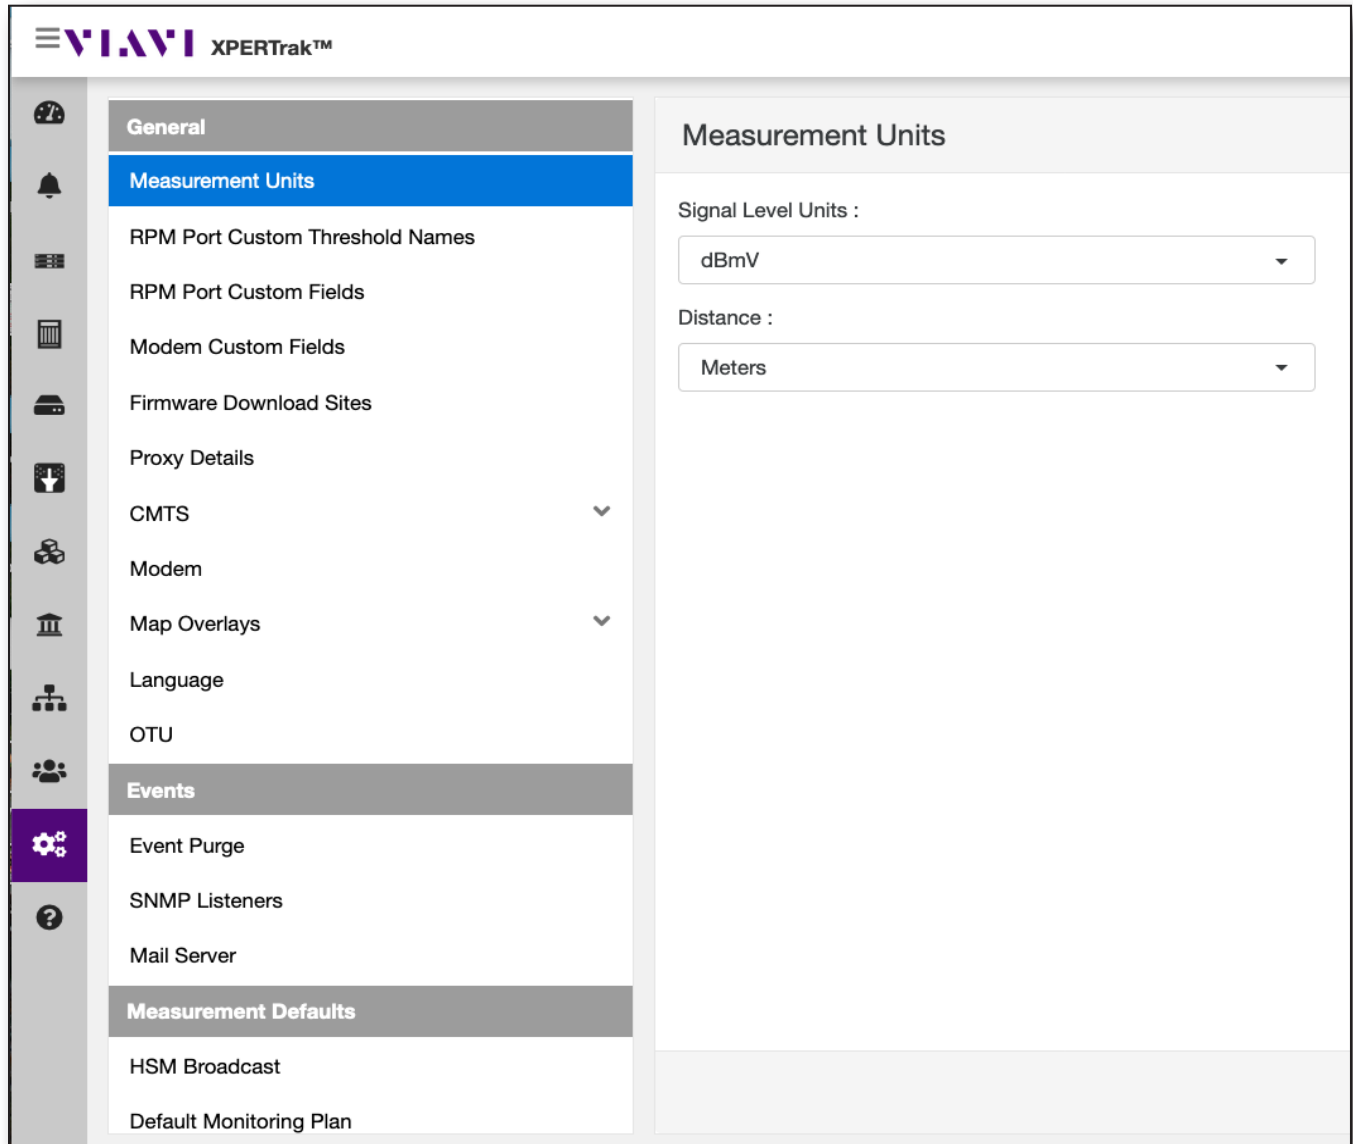 VIAVI XPERTrak™
General
Measurement Units
RPM Port Custom Threshold Names
RPM Port Custom Fields
Modem Custom Fields
Firmware Download Sites
Proxy Details
CMTS
Modem
Map Overlays
Language
OTU
Events
Event Purge
SNMP Listeners
Mail Server
Measurement Defaults
HSM Broadcast
Default Monitoring Plan
Measurement Units
Signal Level Units :
dBmV
Distance :
Meters